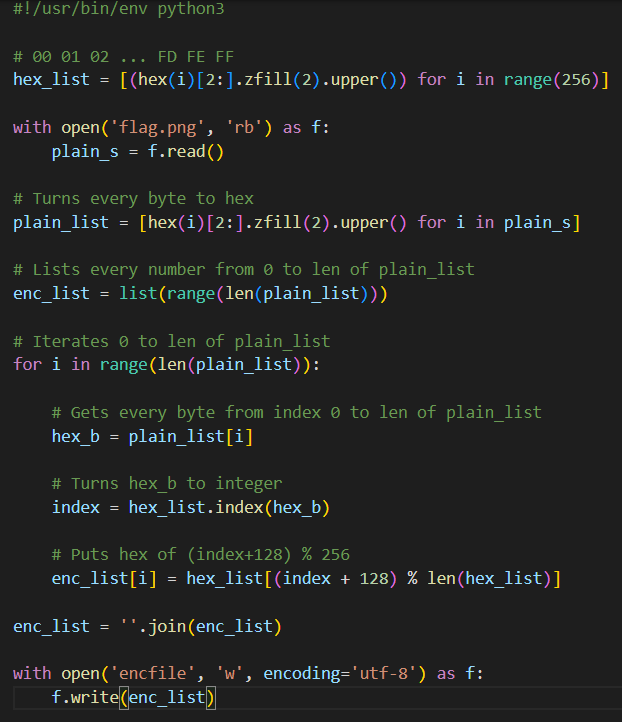 #!/usr/bin/env python3
# 00 01 02 ... FD FE FF
hex_list = [(hex(i)[2:].zfill(2).upper()) for i in range(256)]
with open('flag.png', 'rb') as f:
    plain_s = f.read()
# Turns every byte to hex
plain_list = [hex(i)[2:].zfill(2).upper() for i in plain_s]
# Lists every number from 0 to len of plain_list
enc_list = list(range(len(plain_list)))
# Iterates 0 to len of plain_list
for i in range(len(plain_list)):
    # Gets every byte from index 0 to len of plain_list
    hex_b = plain_list[i]
    # Turns hex_b to integer
    index = hex_list.index(hex_b)
    # Puts hex of (index+128) % 256
    enc_list[i] = hex_list[(index + 128) % len(hex_list)]
enc_list = ''.join(enc_list)
with open('encfile', 'w', encoding='utf-8') as f:
    f.write(enc_list)